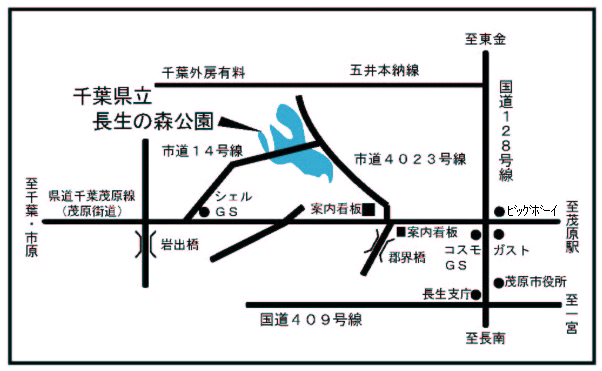 至東金
千葉外房有料
五井本納線
千葉県立
長生の森公園
国道128号線
市道14号線
市道4023号線
至千葉・市原
県道千葉茂原線
(茂原街道)
シェル
GS
案内看板
ビッグボーイ
至茂原駅
岩出橋
案内看板
郡界橋
コスモ
GS
ガスト
長生支庁
茂原市役所
至一宮
国道409号線
至長南